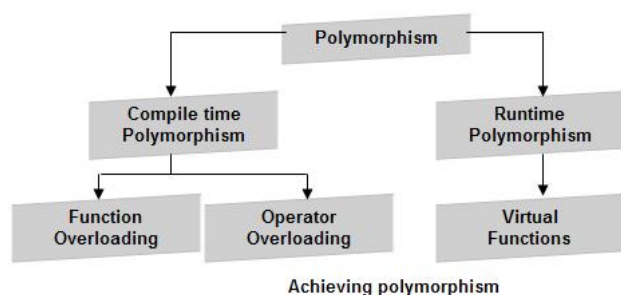 Polymorphism
Compile time
Polymorphism
Runtime
Polymorphism
Function
Overloading
Operator
Overloading
Virtual
Functions
Achieving polymorphism